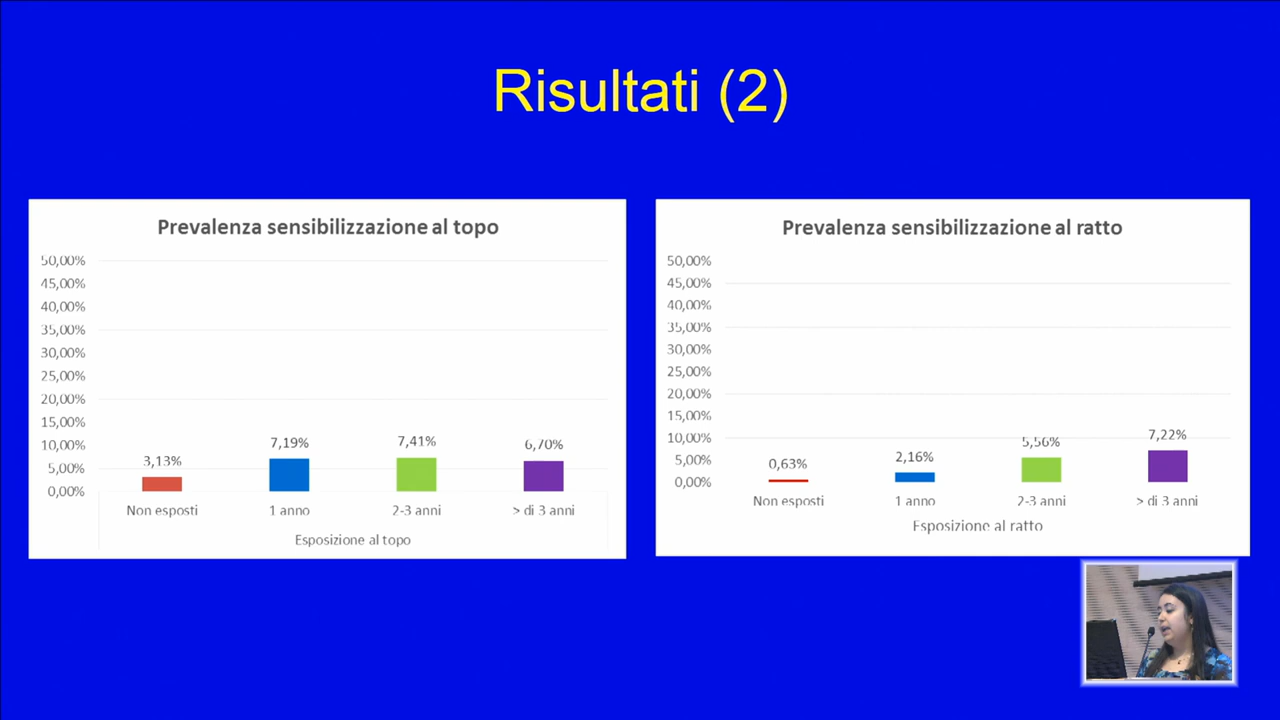 Risultati (2)
Prevalenza sensibilizzazione al topo
50,00%
45,00%
40,00%
35,00%
30,00%
25,00%
20,00%
15,00%
10,00%
5,00%
0,00%
3,13%
7,19%
7,41%
6,70%
Non esposti
1 anno
2-3 anni
> di 3 anni
Esposizione al topo
Prevalenza sensibilizzazione al ratto
50,00%
45,00%
40,00%
35,00%
30,00%
25,00%
20,00%
15,00%
10,00%
5,00%
0,00%
0,63%
2,16%
5,56%
7,22%
Non esposti
1 anno
2-3 anni
> di 3 anni
Esposizione al ratto